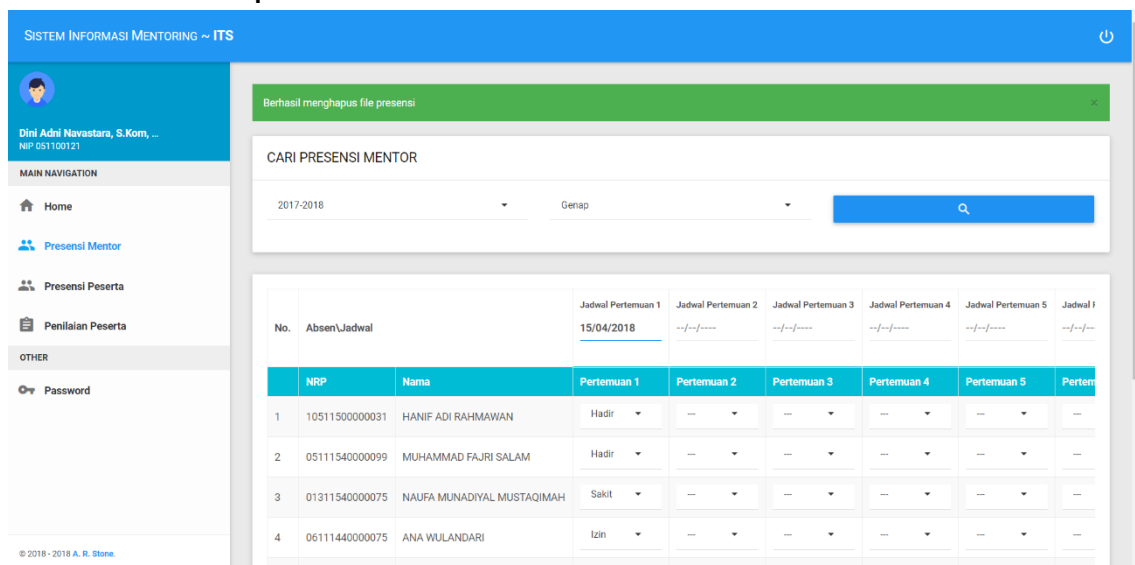 SISTEM INFORMASI MENTORING ~ ITS
Dini Adni Navastara, S.Kom, ...
NIP 051100121
MAIN NAVIGATION
Home
Presensi Mentor
Presensi Peserta
Penilaian Peserta
OTHER
Password
© 2018 - 2018 A. R. Stone.
Berhasil menghapus file presensi ×
CARI PRESENSI MENTOR
2017-2018 Genap
Jadwal Pertemuan 1 Jadwal Pertemuan 2 Jadwal Pertemuan 3 Jadwal Pertemuan 4 Jadwal Pertemuan 5 Jadwal
No. Absen\Jadwal 15/04/2018 --/--/---- --/--/---- --/--/---- --/--/---- --/--/--
NRP Nama Pertemuan 1 Pertemuan 2 Pertemuan 3 Pertemuan 4 Pertemuan 5
1 10511500000031 HANIF ADI RAHMAWAN Hadir --- --- --- --- ---
2 05111540000099 MUHAMMAD FAJRI SALAM Hadir --- --- --- --- ---
3 01311540000075 NAUFA MUNADIYAL MUSTAQIMAH Sakit --- --- --- --- ---
4 06111440000075 ANA WULANDARI Izin --- --- --- --- ---